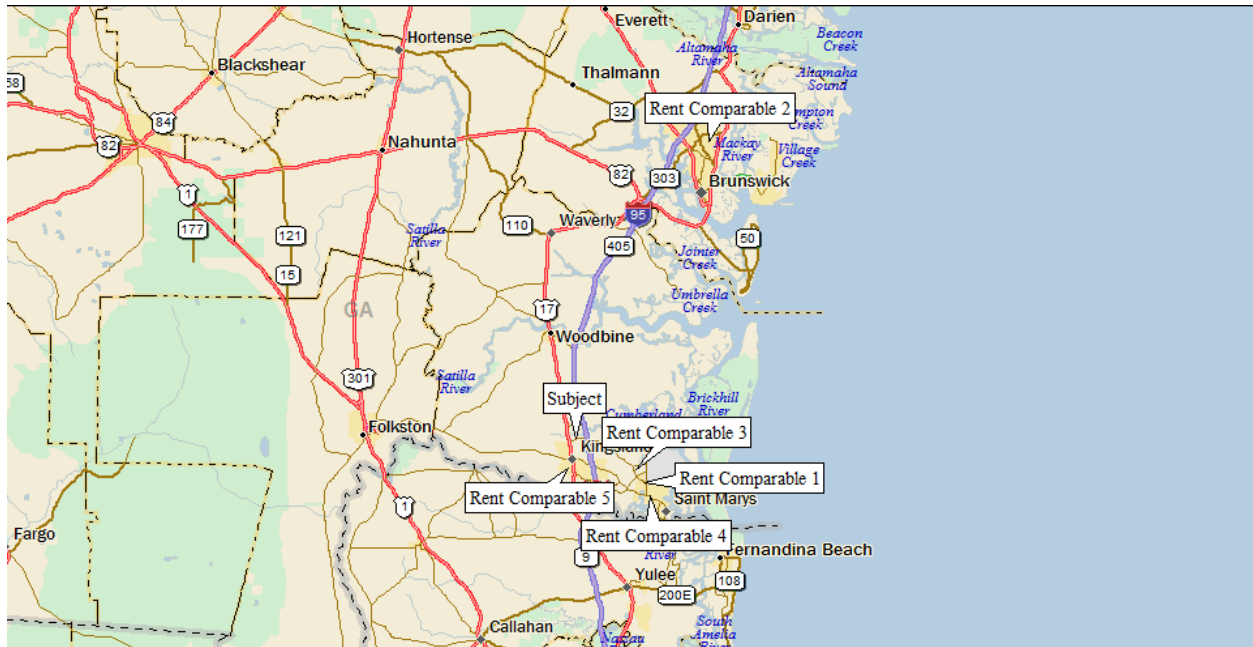 Everett
Darien
Beacon
Creek
Hortense
Altamaha
River
Blackshear
Thalmann
Altamaha
Sound
58
32
Rent Comparable 2
mpton
Creek
84
82
Nahunta
Mackay
River
Village
Creek
82
303
Brunswick
1
95
177
121
Satilla
River
110
Waverly
405
50
Jointer
Creek
15
Umbrella
Creek
GA
17
Woodbine
301
Satilla
River
Brickhill
River
Subject
Cumberland
Folkston
Kingsland
Rent Comparable 3
Rent Comparable 1
Rent Comparable 5
Saint Marys
1
Rent Comparable 4
Fargo
River
Fernandina Beach
9
Yulee
108
200E
Callahan
South
Amelia
River
Nassau